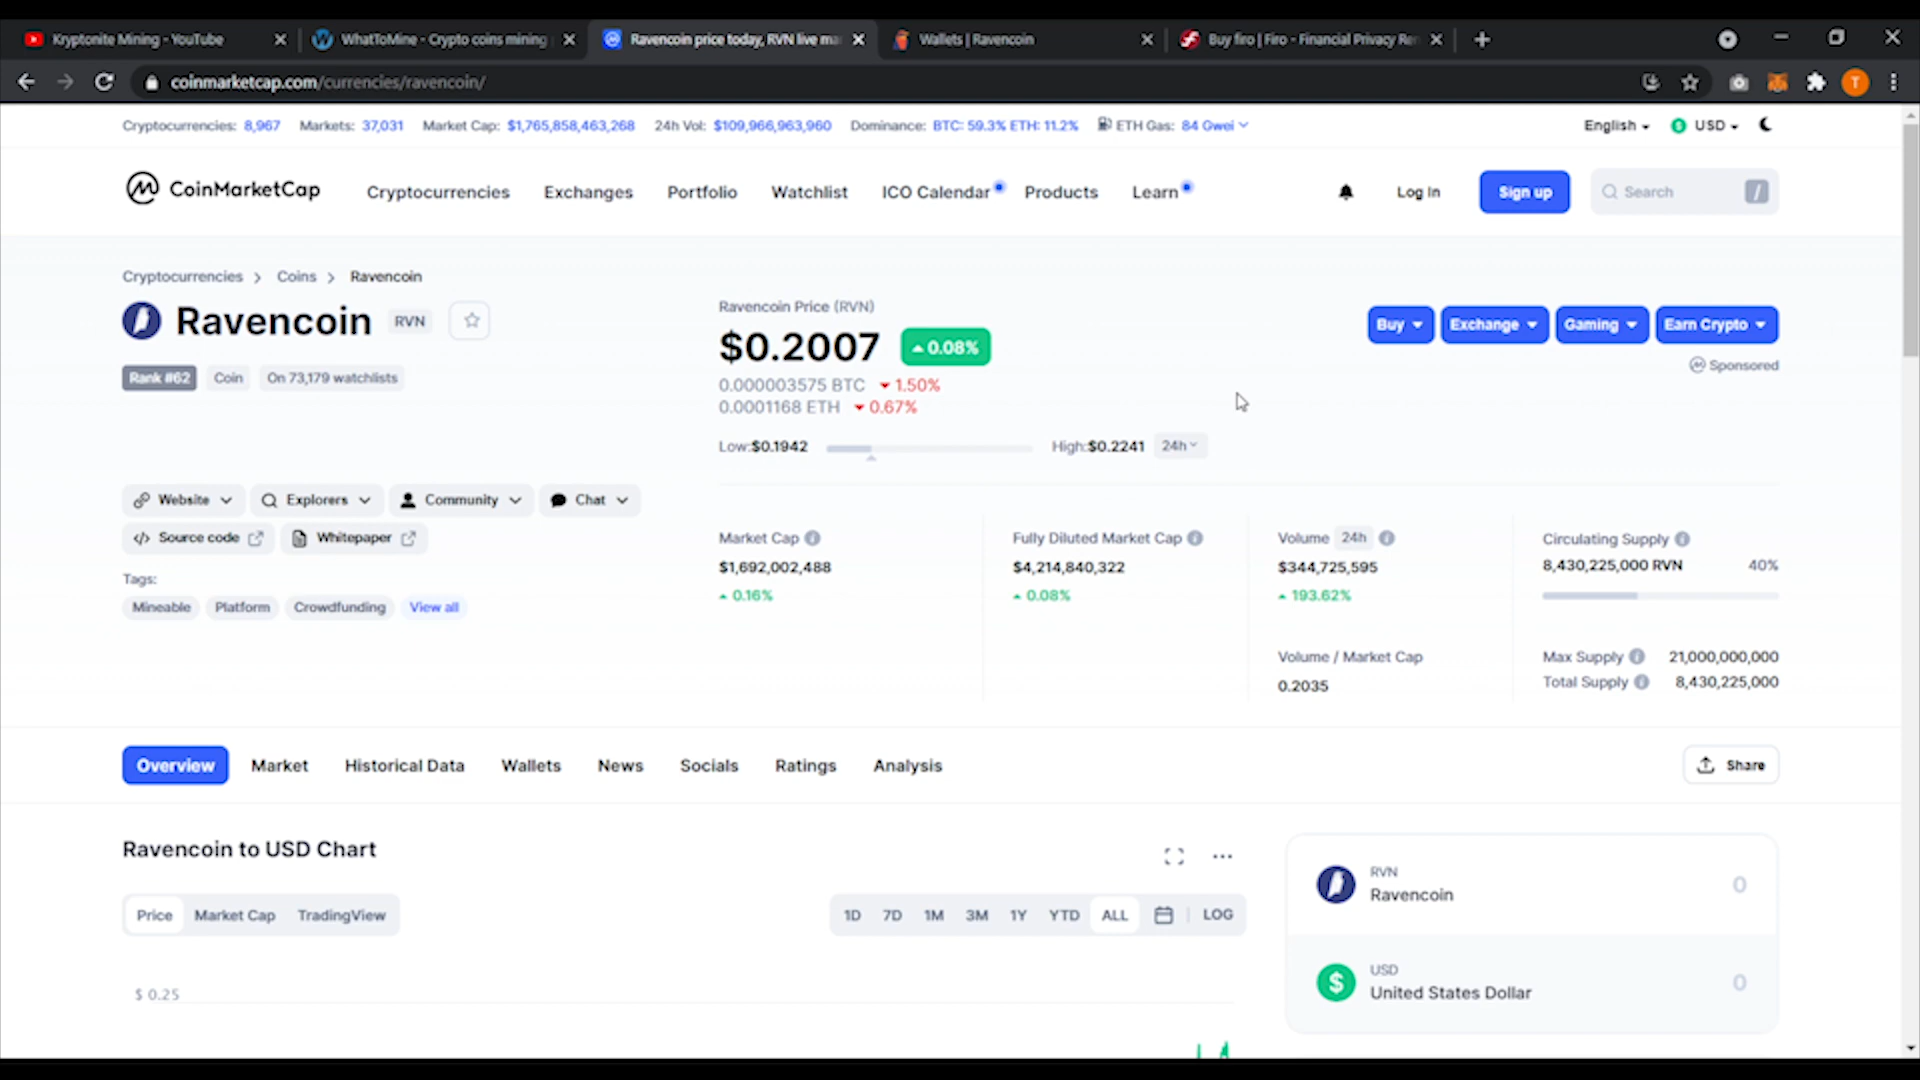 Kryptonite Mining - YouTube
WhatToMine - Crypto coins mining
Ravencoin price today, RVN live ma
Wallets | Ravencoin
Buy firo | Firo - Financial Privacy Re
coinmarketcap.com/currencies/ravencoin/
T
Cryptocurrencies: 8,967 Markets: 37,031 Market Cap: $1,765,858,463,268 24h Vol: $109,966,963,960 Dominance: BTC: 59.3% ETH: 11.2% ETH Gas: 84 Gwei
English USD
CoinMarketCap Cryptocurrencies Exchanges Portfolio Watchlist ICO Calendar Products Learn
Log In Sign up Search /
Cryptocurrencies > Coins > Ravencoin
Ravencoin RVN
Rank #62 Coin On 73,179 watchlists
Ravencoin Price (RVN)
$0.2007 0.08%
0.000003575 BTC 1.50%
0.0001168 ETH 0.67%
Low:$0.1942 High:$0.2241 24h
Buy Exchange Gaming Earn Crypto
Sponsored
Website Explorers Community Chat
Source code Whitepaper
Tags:
Mineable Platform Crowdfunding View all
Market Cap
$1,692,002,488
0.16%
Fully Diluted Market Cap
$4,214,840,322
0.08%
Volume 24h
$344,725,595
193.62%
Volume / Market Cap
0.2035
Circulating Supply
8,430,225,000 RVN 40%
Max Supply 21,000,000,000
Total Supply 8,430,225,000
Overview Market Historical Data Wallets News Socials Ratings Analysis
Share
Ravencoin to USD Chart
Price Market Cap TradingView
1D 7D 1M 3M 1Y YTD ALL LOG
$ 0.25
RVN
Ravencoin 0
USD
United States Dollar 0